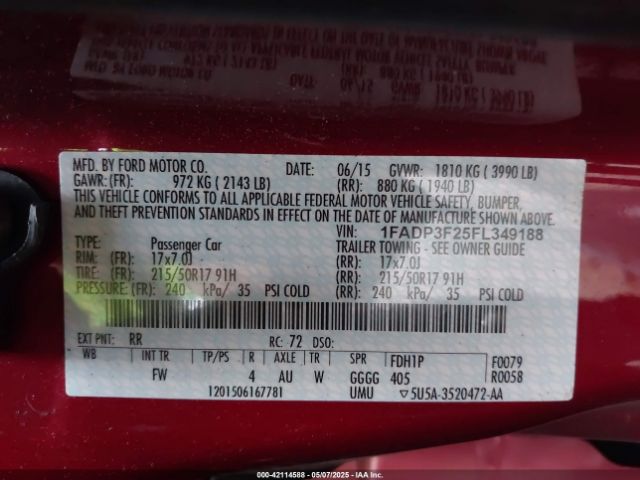 MFD. BY FORD MOTOR CO. DATE: 06/15 GVWR: 1810 KG ( 3990 LB)
GAWR: (FR): 972 KG ( 2143 LB) (RR): 880 KG ( 1940 LB)
THIS VEHICLE CONFORMS TO ALL APPLICABLE FEDERAL MOTOR VEHICLE SAFETY, BUMPER,
AND THEFT PREVENTION STANDARDS IN EFFECT ON THE DATE OF MANUFACTURE SHOWN ABOVE.
VIN: 1FADP3F25FL349188
TYPE: Passenger Car TRAILER TOWING - SEE OWNER GUIDE
RIM: (FR): 17x7.0J (RR): 17x7.0J
TIRE: (FR): 215/50R17 91H (RR): 215/50R17 91H
PRESSURE: (FR): 240 kPa/ 35 PSI COLD (RR): 240 kPa/ 35 PSI COLD
EXT PNT: RR RC: 72 DSO:
WB INT TR TP/PS R AXLE TR SPR FDH1P F0079
FW 4 AU W GGGG 405 R0058
1201506167781 UMU ▽5U5A-3520472-AA
000-42114588 - 05/07/2025 - IAAI.com